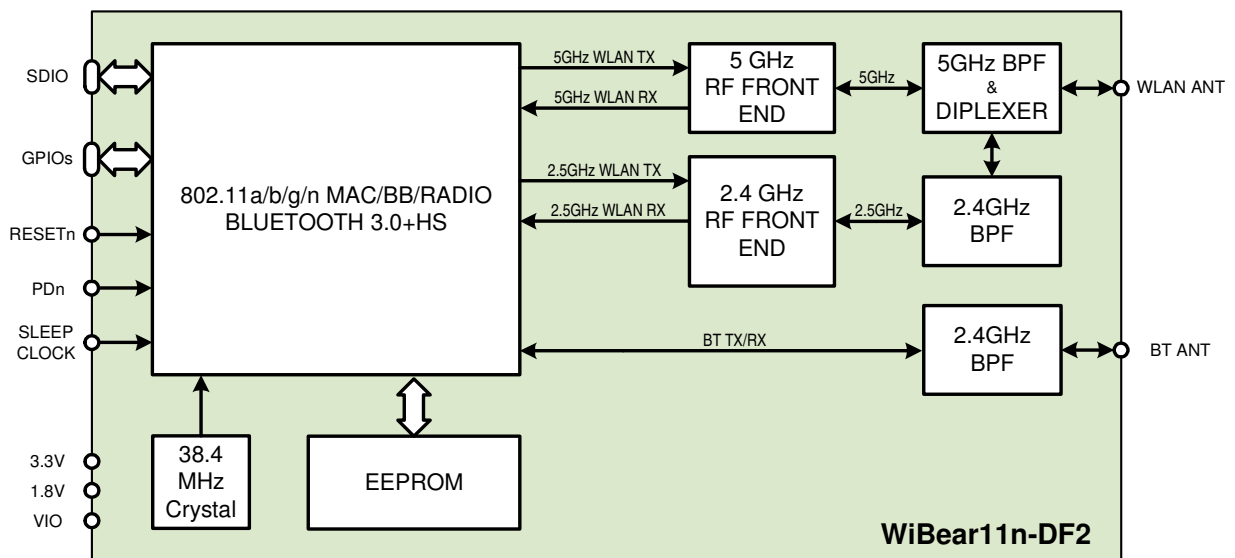 SDIO
GPIOs
RESETn
PDn
SLEEP
CLOCK
3.3V
1.8V
VIO
802.11a/b/g/n MAC/BB/RADIO
BLUETOOTH 3.0+HS
38.4
MHz
Crystal
EEPROM
5GHz WLAN TX
5GHz WLAN RX
2.5GHz WLAN TX
2.5GHz WLAN RX
BT TX/RX
5 GHz
RF FRONT
END
2.4 GHz
RF FRONT
END
5GHz
2.5GHz
5GHz BPF
&
DIPLEXER
2.4GHz
BPF
2.4GHz
BPF
WLAN ANT
BT ANT
WiBear11n-DF2